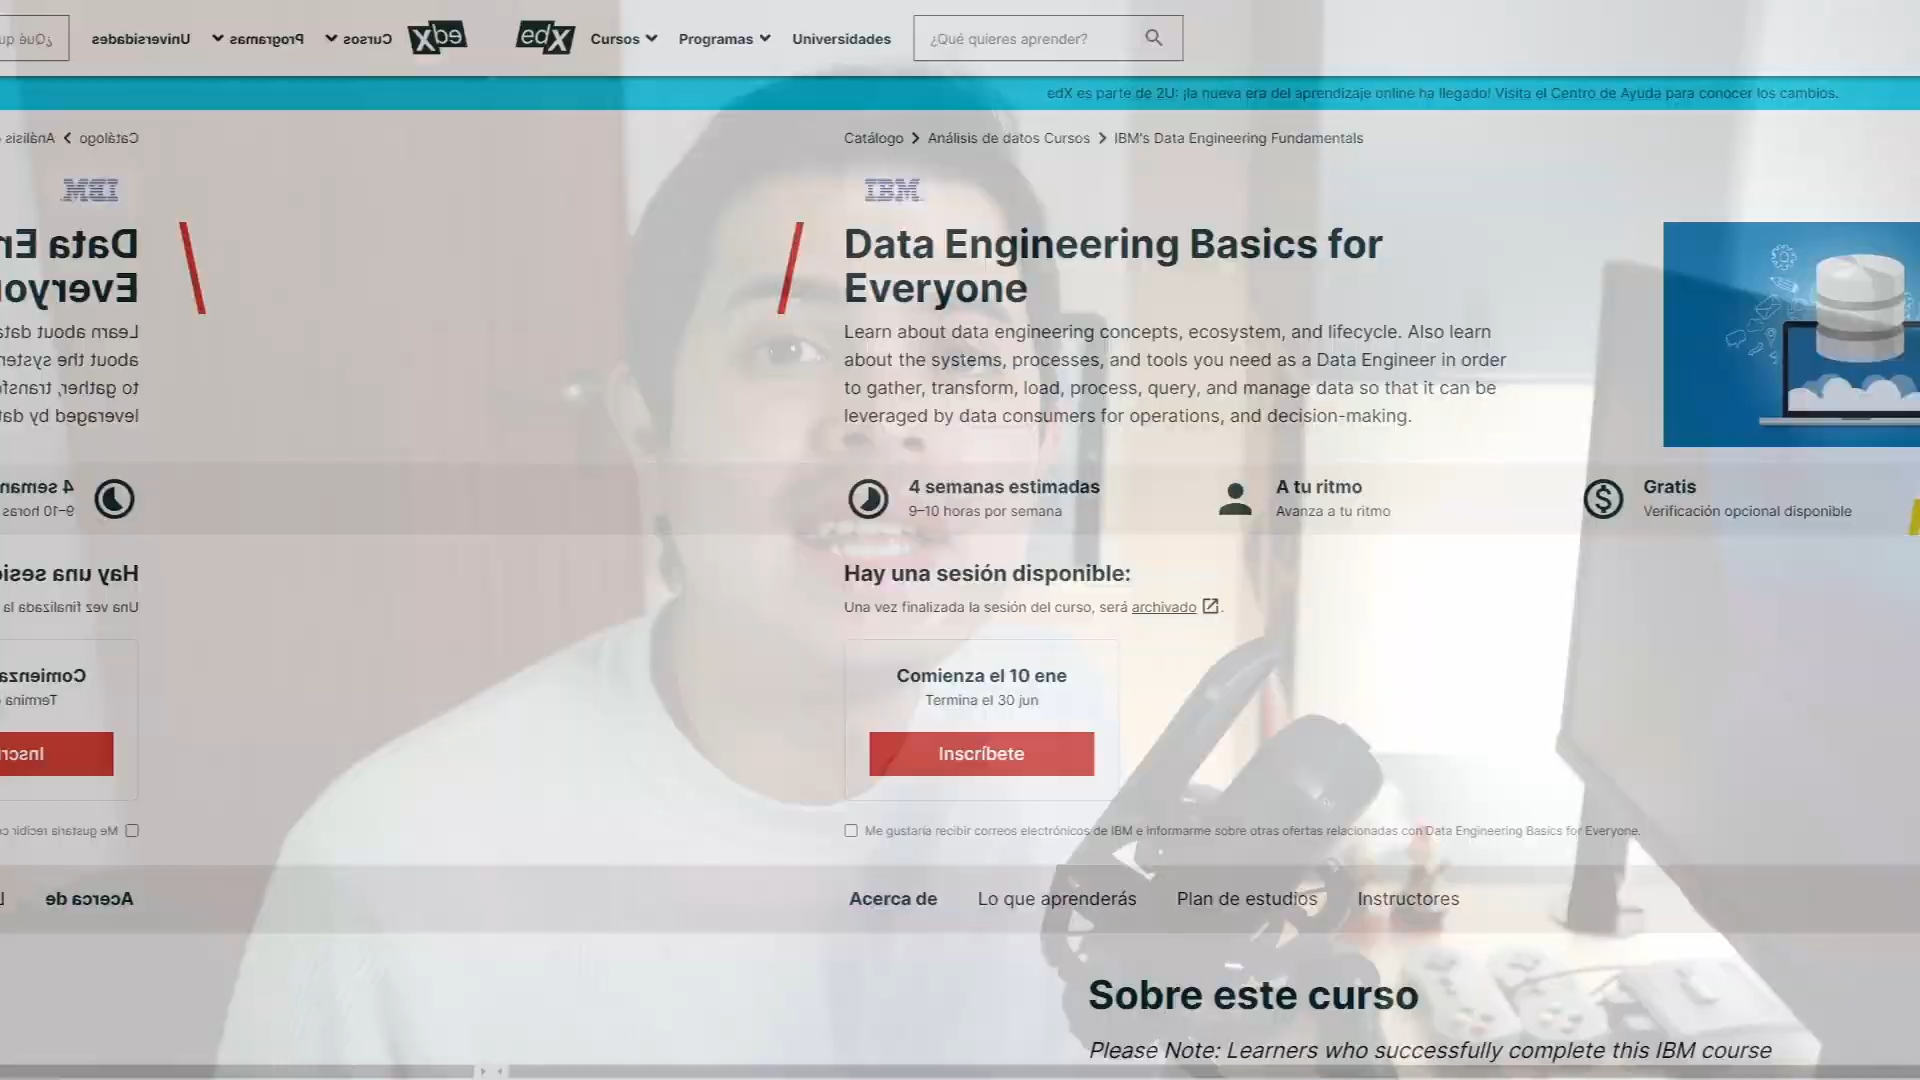 edX
Cursos
Programas
Universidades
¿Qué quieres aprender?
edX es parte de 2U: ¡la nueva era del aprendizaje online ha llegado! Visita el Centro de Ayuda para conocer los cambios.
Catálogo > Análisis de datos Cursos > IBM's Data Engineering Fundamentals
IBM
Data Engineering Basics for
Everyone
Learn about data engineering concepts, ecosystem, and lifecycle. Also learn
about the systems, processes, and tools you need as a Data Engineer in order
to gather, transform, load, process, query, and manage data so that it can be
leveraged by data consumers for operations, and decision-making.
4 semanas estimadas
9–10 horas por semana
A tu ritmo
Avanza a tu ritmo
Gratis
Verificación opcional disponible
Hay una sesión disponible:
Una vez finalizada la sesión del curso, será archivado.
Comienza el 10 ene
Termina el 30 jun
Inscríbete
Me gustaría recibir correos electrónicos de IBM e informarme sobre otras ofertas relacionadas con Data Engineering Basics for Everyone.
Acerca de
Lo que aprenderás
Plan de estudios
Instructores
Sobre este curso
Please Note: Learners who successfully complete this IBM course